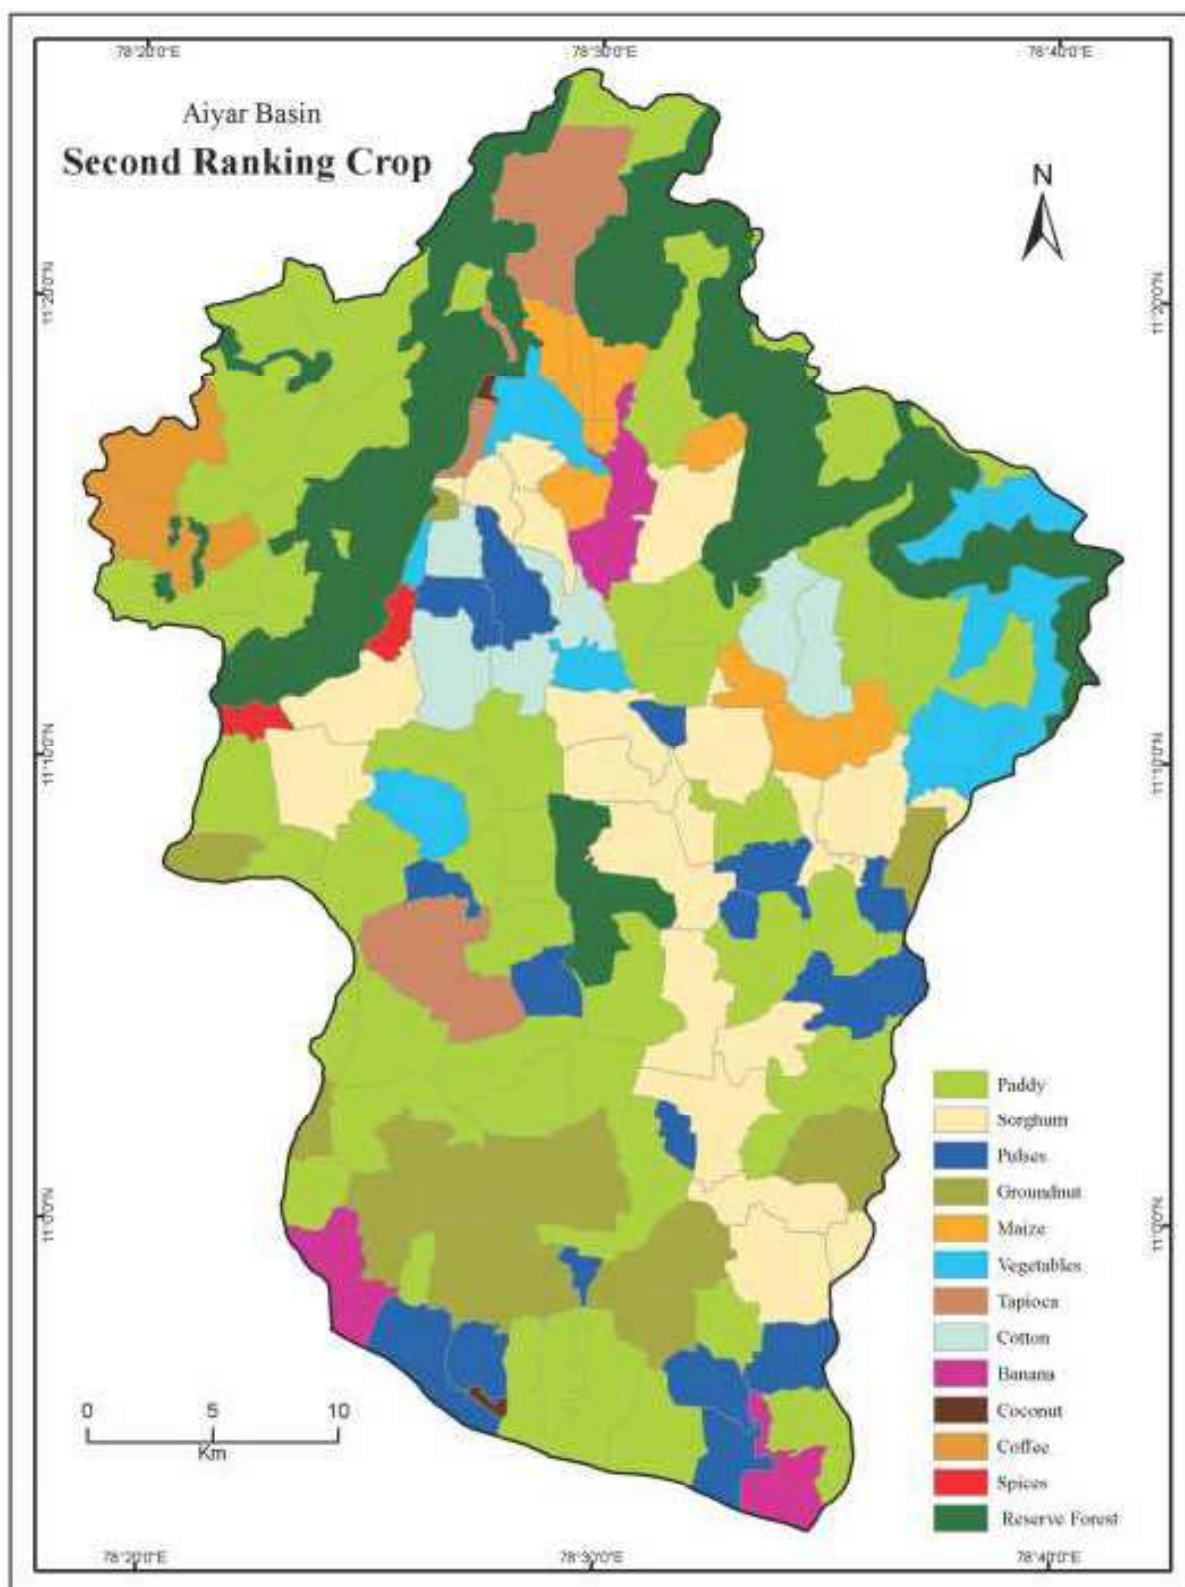 78°20'0"E 78°30'0"E 78°40'0"E
Aiyar Basin
Second Ranking Crop
N
11°20'0"N 11°20'0"N
11°10'0"N 11°10'0"N
11°0'0"N 11°0'0"N
Paddy
Sorghum
Pulses
Groundnut
Maize
Vegetables
Tapioca
Cotton
Banana
Coconut
Coffee
Spices
Reserve Forest
0 5 10
Km
78°20'0"E 78°30'0"E 78°40'0"E